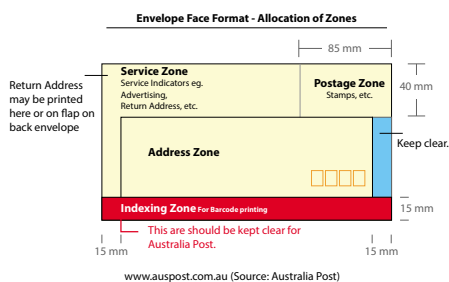 Envelope Face Format - Allocation of Zones
85 mm
Service Zone
Service Indicators eg.
Advertising,
Return Address, etc.
Postage Zone
Stamps, etc.
40 mm
Return Address
may be printed
here or on flap on
back envelope
Keep clear.
Address Zone
Indexing Zone For Barcode printing
15 mm
This are should be kept clear for
Australia Post.
15 mm
15 mm
www.auspost.com.au (Source: Australia Post)